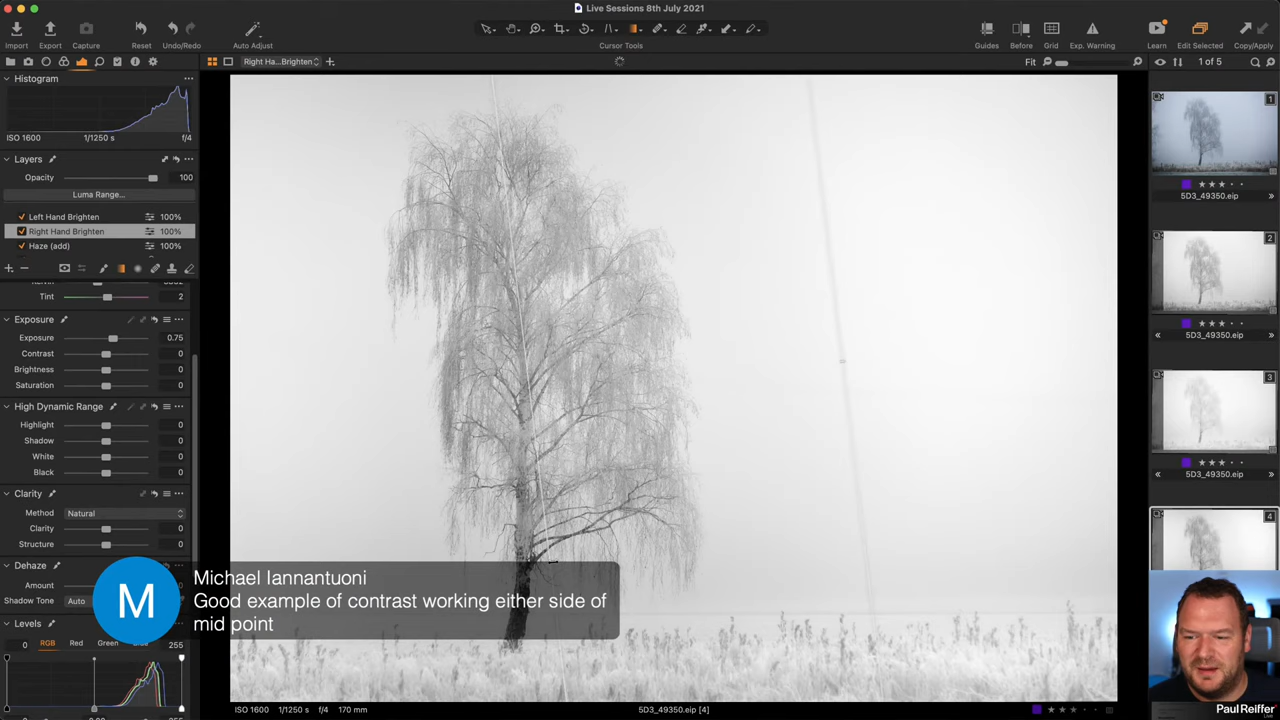 Live Sessions 8th July 2021
Import
Export
Capture
Reset
Undo/Redo
Auto Adjust
Cursor Tools
Guides
Before
Grid
Exp. Warning
Learn
Edit Selected
Copy/Apply
Right Ha...Brighten
Fit
1 of 5
Histogram
ISO 1600 1/1250 s f/4
Layers
Opacity 100
Luma Range...
Left Hand Brighten 100%
Right Hand Brighten 100%
Haze (add) 100%
Tint 2
Exposure
Exposure 0.75
Contrast 0
Brightness 0
Saturation 0
High Dynamic Range
Highlight 0
Shadow 0
White 0
Black 0
Clarity
Method Natural
Clarity 0
Structure 0
Dehaze
Amount
Shadow Tone Auto
Levels
0 RGB Red Green 255
M
Michael Iannantuoni
Good example of contrast working either side of
mid point
ISO 1600 1/1250 s f/4 170 mm
5D3_49350.eip [4]
1
5D3_49350.eip
2
5D3_49350.eip
3
5D3_49350.eip
4
Paul Reiffer
Live